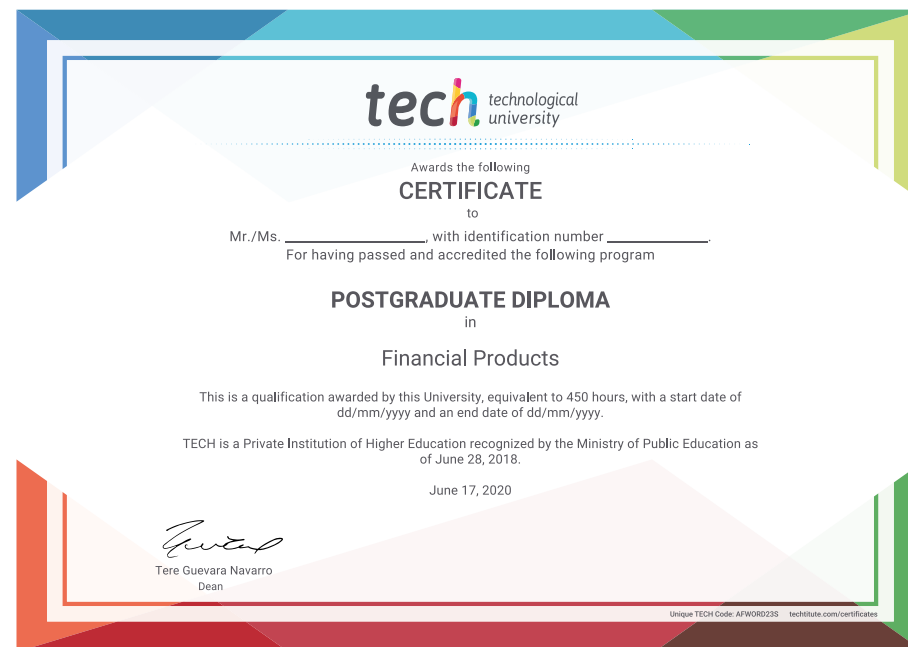 tech technological
university
Awards the following
CERTIFICATE
to
Mr./Ms. ____________________, with identification number ______________.
For having passed and accredited the following program
POSTGRADUATE DIPLOMA
in
Financial Products
This is a qualification awarded by this University, equivalent to 450 hours, with a start date of
dd/mm/yyyy and an end date of dd/mm/yyyy.
TECH is a Private Institution of Higher Education recognized by the Ministry of Public Education as
of June 28, 2018.
June 17, 2020
Tere Guevara Navarro
Dean
Unique TECH Code: AFWORD23S techtitute.com/certificates